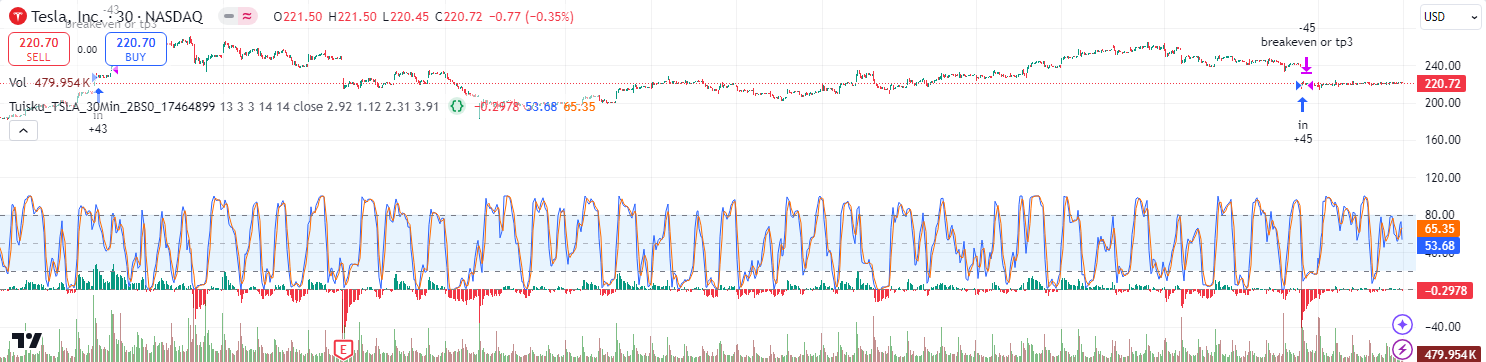 Tesla, Inc. · 30 · NASDAQ O221.50 H221.50 L220.45 C220.72 −0.77 (−0.35%)
USD
-43
breakeven or tp3
220.70
SELL
0.00
220.70
BUY
Vol 479.954 K
Tuisku_TSLA_30Min_2BS0_17464899 13 3 3 14 14 close 2.92 1.12 2.31 3.91 −0.2978 53.68 65.35
in
+43
-45
breakeven or tp3
in
+45
240.00
220.72
200.00
160.00
120.00
80.00
65.35
53.68
40.00
−0.2978
−40.00
479.954 K
E